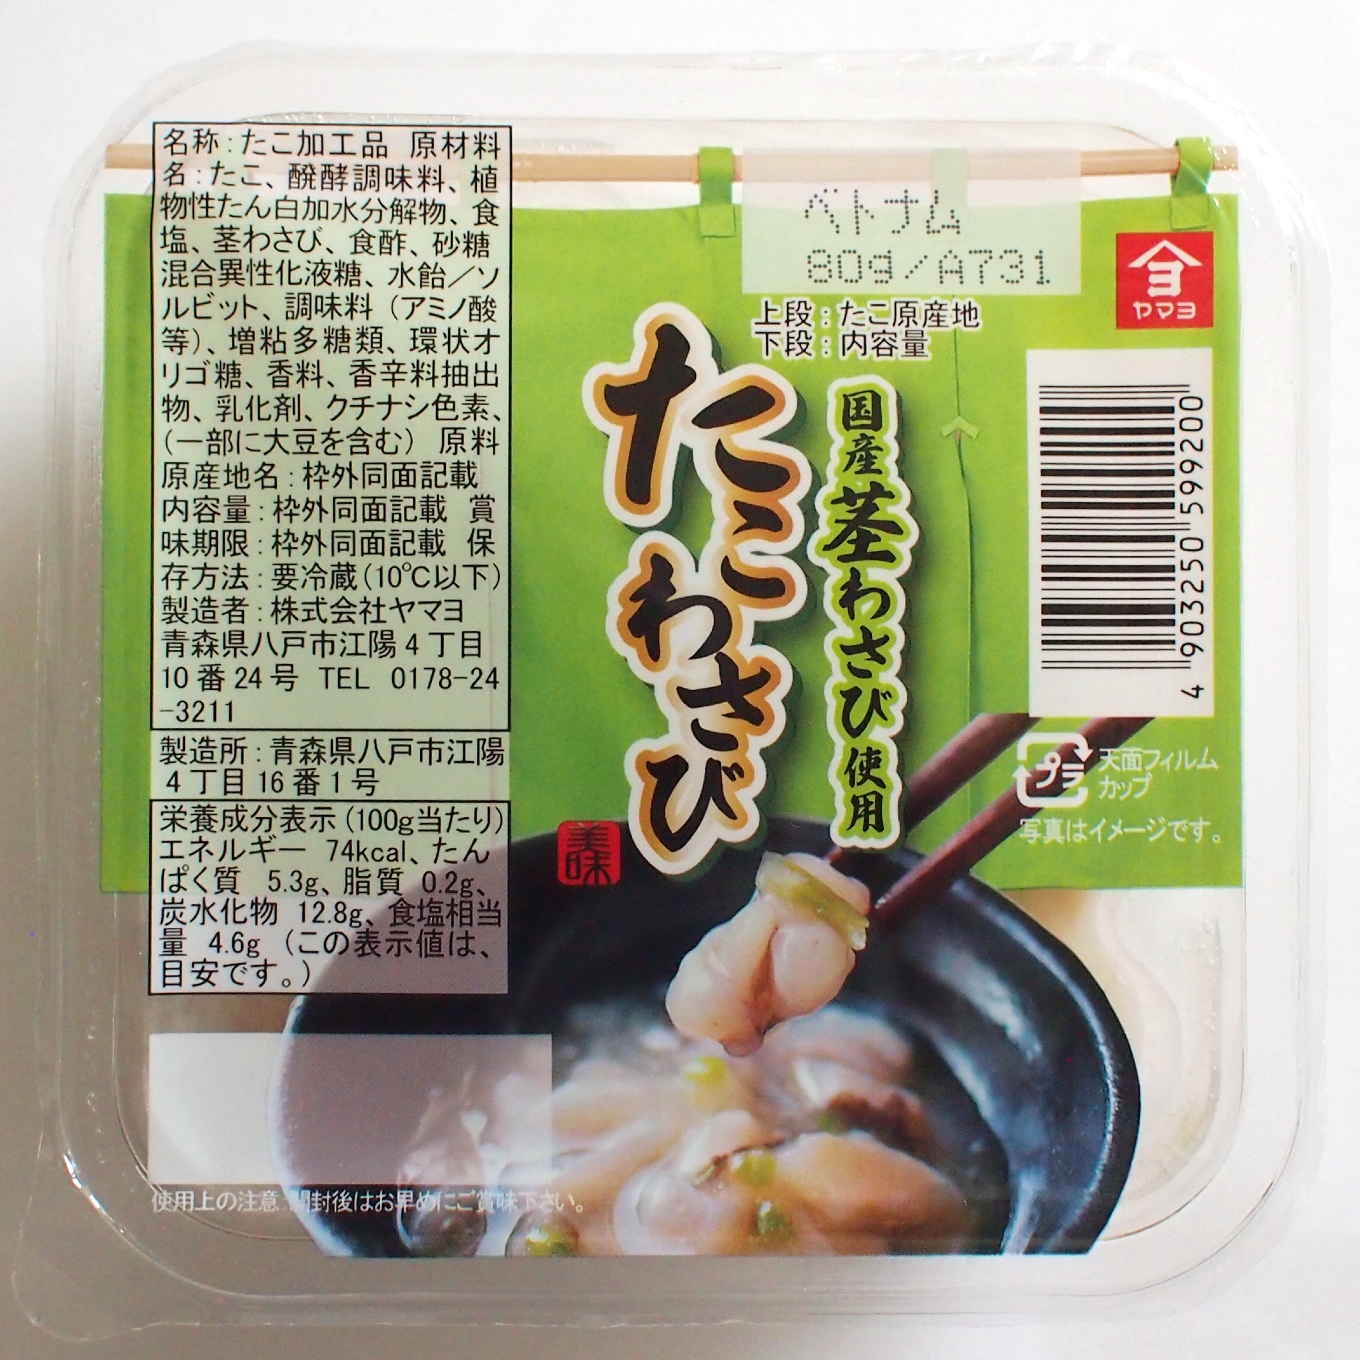 名称:たこ加工品 原材料
名:たこ、醗酵調味料、植
物性たん白加水分解物、食
塩、茎わさび、食酢、砂糖
混合異性化液糖、水飴／ソ
ルビット、調味料（アミノ酸
等）、増粘多糖類、環状オ
リゴ糖、香料、香辛料抽出
物、乳化剤、クチナシ色素、
（一部に大豆を含む） 原料
原産地名:枠外同面記載
内容量:枠外同面記載 賞
味期限:枠外同面記載 保
存方法:要冷蔵(10℃以下)
製造者:株式会社ヤマヨ
青森県八戸市江陽4丁目
10番24号 TEL 0178-24
-3211
製造所:青森県八戸市江陽
4丁目16番1号
栄養成分表示(100g当たり)
エネルギー 74kcal、たん
ぱく質 5.3g、脂質 0.2g、
炭水化物 12.8g、食塩相当
量 4.6g （この表示値は、
目安です。）
使用上の注意:開封後はお早めにご賞味下さい。
ベトナム
80g/A731
上段:たこ原産地
下段:内容量
ヨ
ヤマヨ
国産茎わさび使用
たこわさび
美味
4 903250 599200
プラ
天面フィルム
カップ
写真はイメージです。